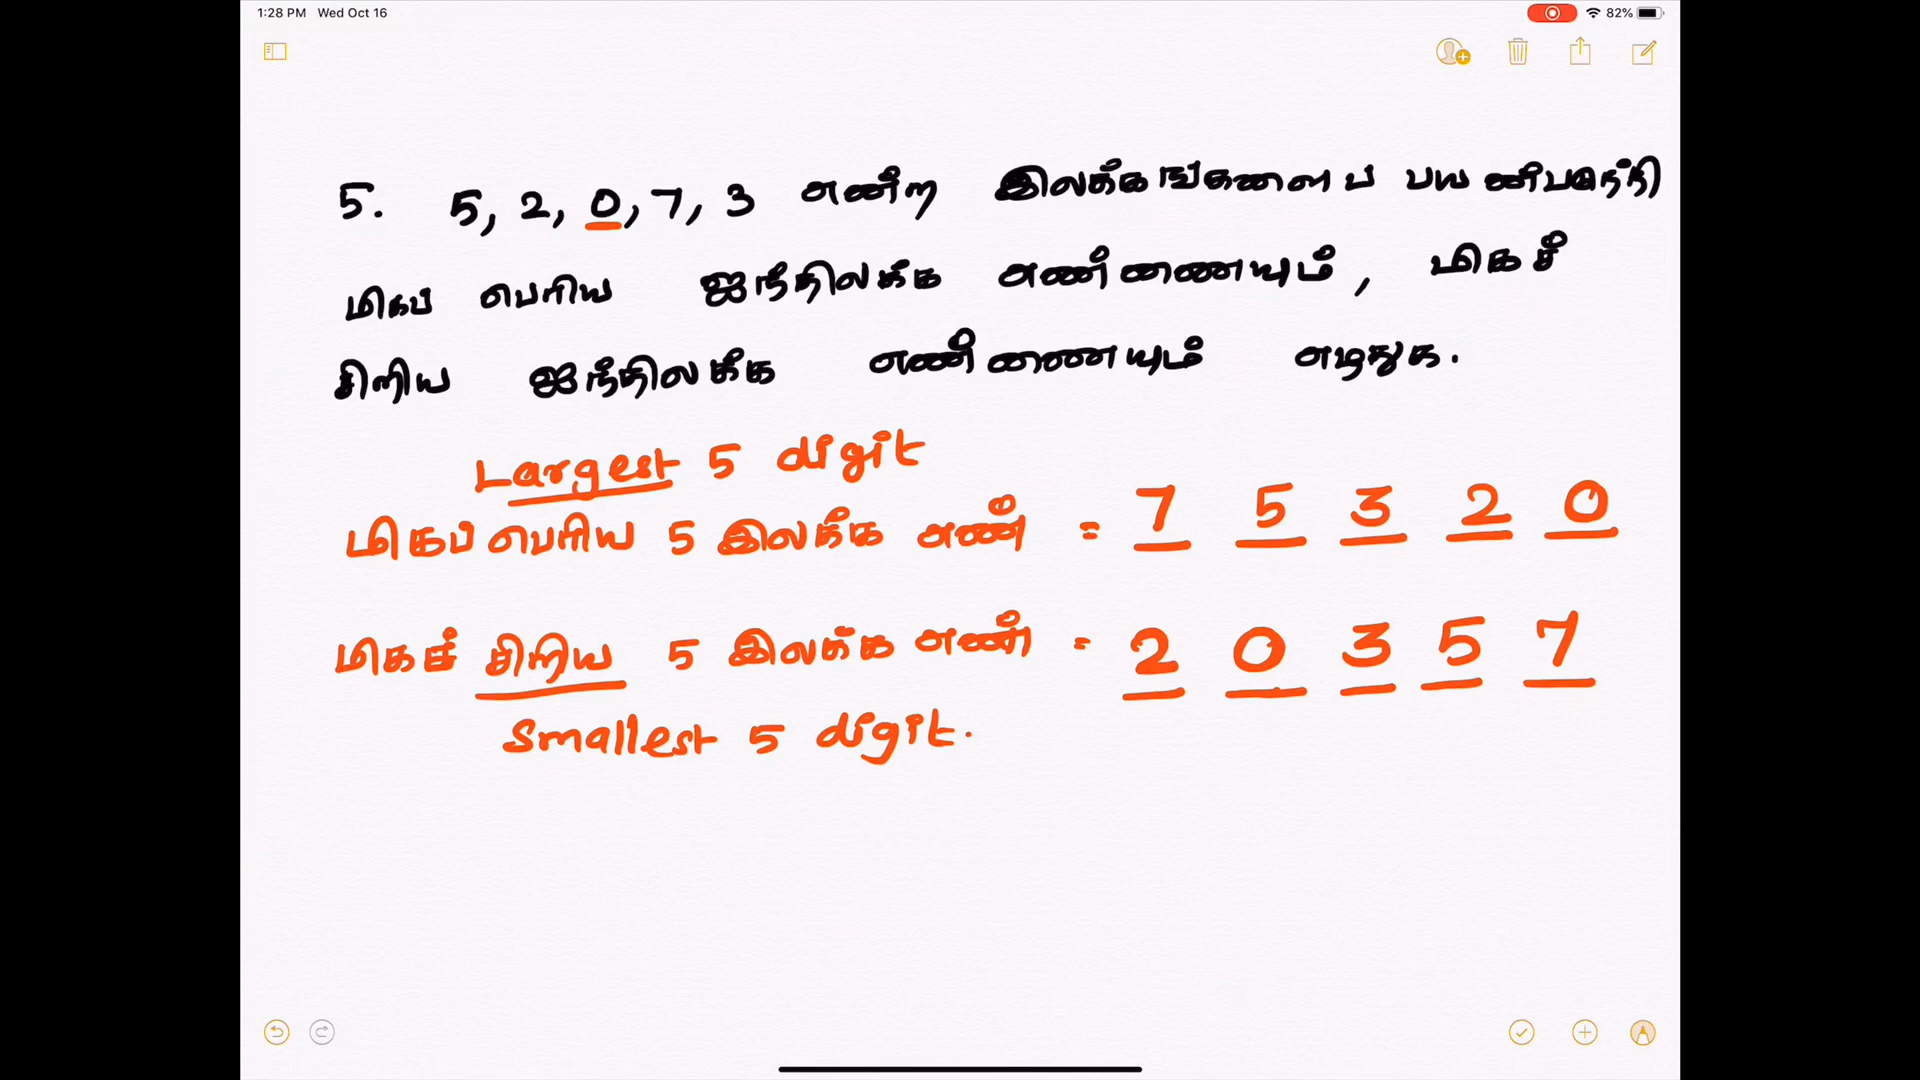 1:28 PM Wed Oct 16
82%
5. 5, 2, 0, 7, 3 என்ற இலக்கங்களைப் பயன்படுத்தி
மிகப் பெரிய ஐந்திலக்க எண்ணையும், மிகச்
சிறிய ஐந்திலக்க எண்ணையும் எழுதுக.
Largest 5 digit
மிகப் பெரிய 5 இலக்க எண் = 7 5 3 2 0
மிகச் சிறிய 5 இலக்க எண் = 2 0 3 5 7
Smallest 5 digit.